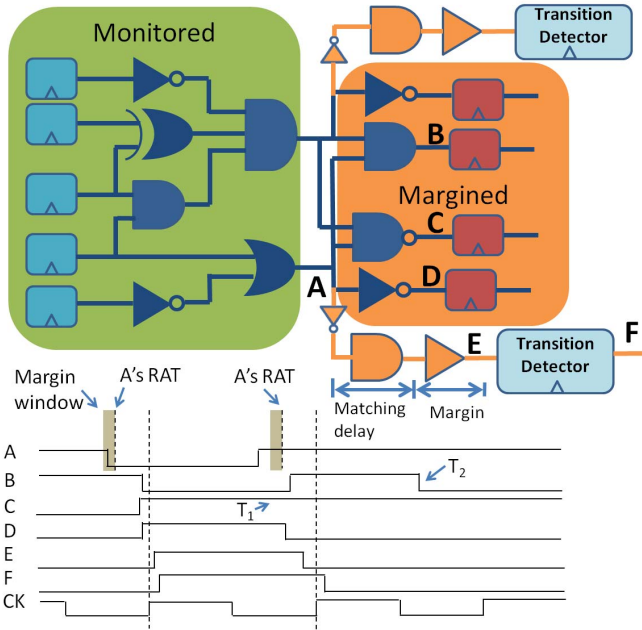 Monitored
Transition
Detector
B
Margined
C
A
D
E
F
Transition
Detector
Matching
delay
Margin
Margin
window
A's RAT
A's RAT
A
B
T2
C
T1
D
E
F
CK